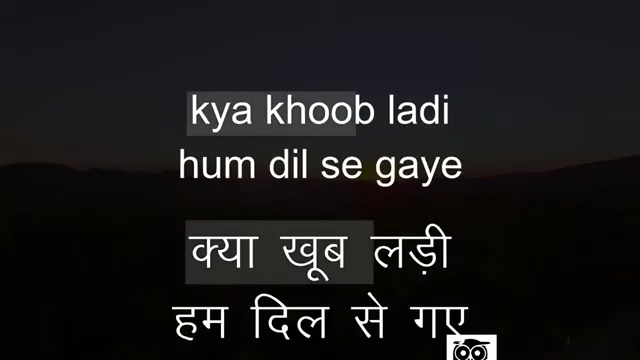 kya khoob ladi
hum dil se gaye
क्या खूब लड़ी
हम दिल से गए